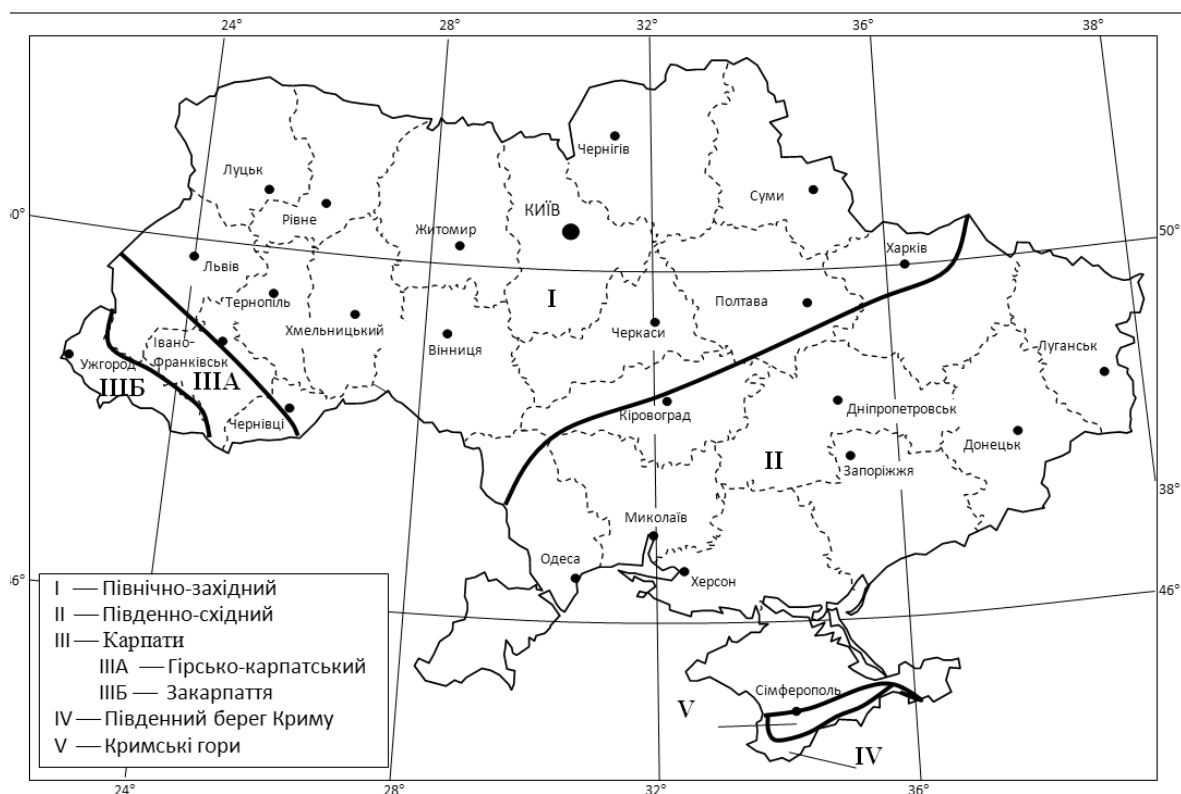 24°
28°
32°
36°
38°
Чернігів
Луцьк
Суми
Рівне
КИЇВ
50°
Житомир
50°
Харків
Львів
Тернопіль
I
Полтава
Хмельницький
Черкаси
Вінниця
Івано-
Франківськ
Ужгород
Луганськ
IIIБ
IIIА
Чернівці
Кіровоград
Дніпропетровськ
Донецьк
II
Запоріжжя
38°
Миколаїв
Одеса
Херсон
46°
46°
I — Північно-західний
II — Південно-східний
III — Карпати
IIIА — Гірсько-карпатський
IIIБ — Закарпаття
IV — Південний берег Криму
V — Кримські гори
Сімферополь
V
IV
24°
28°
32°
36°